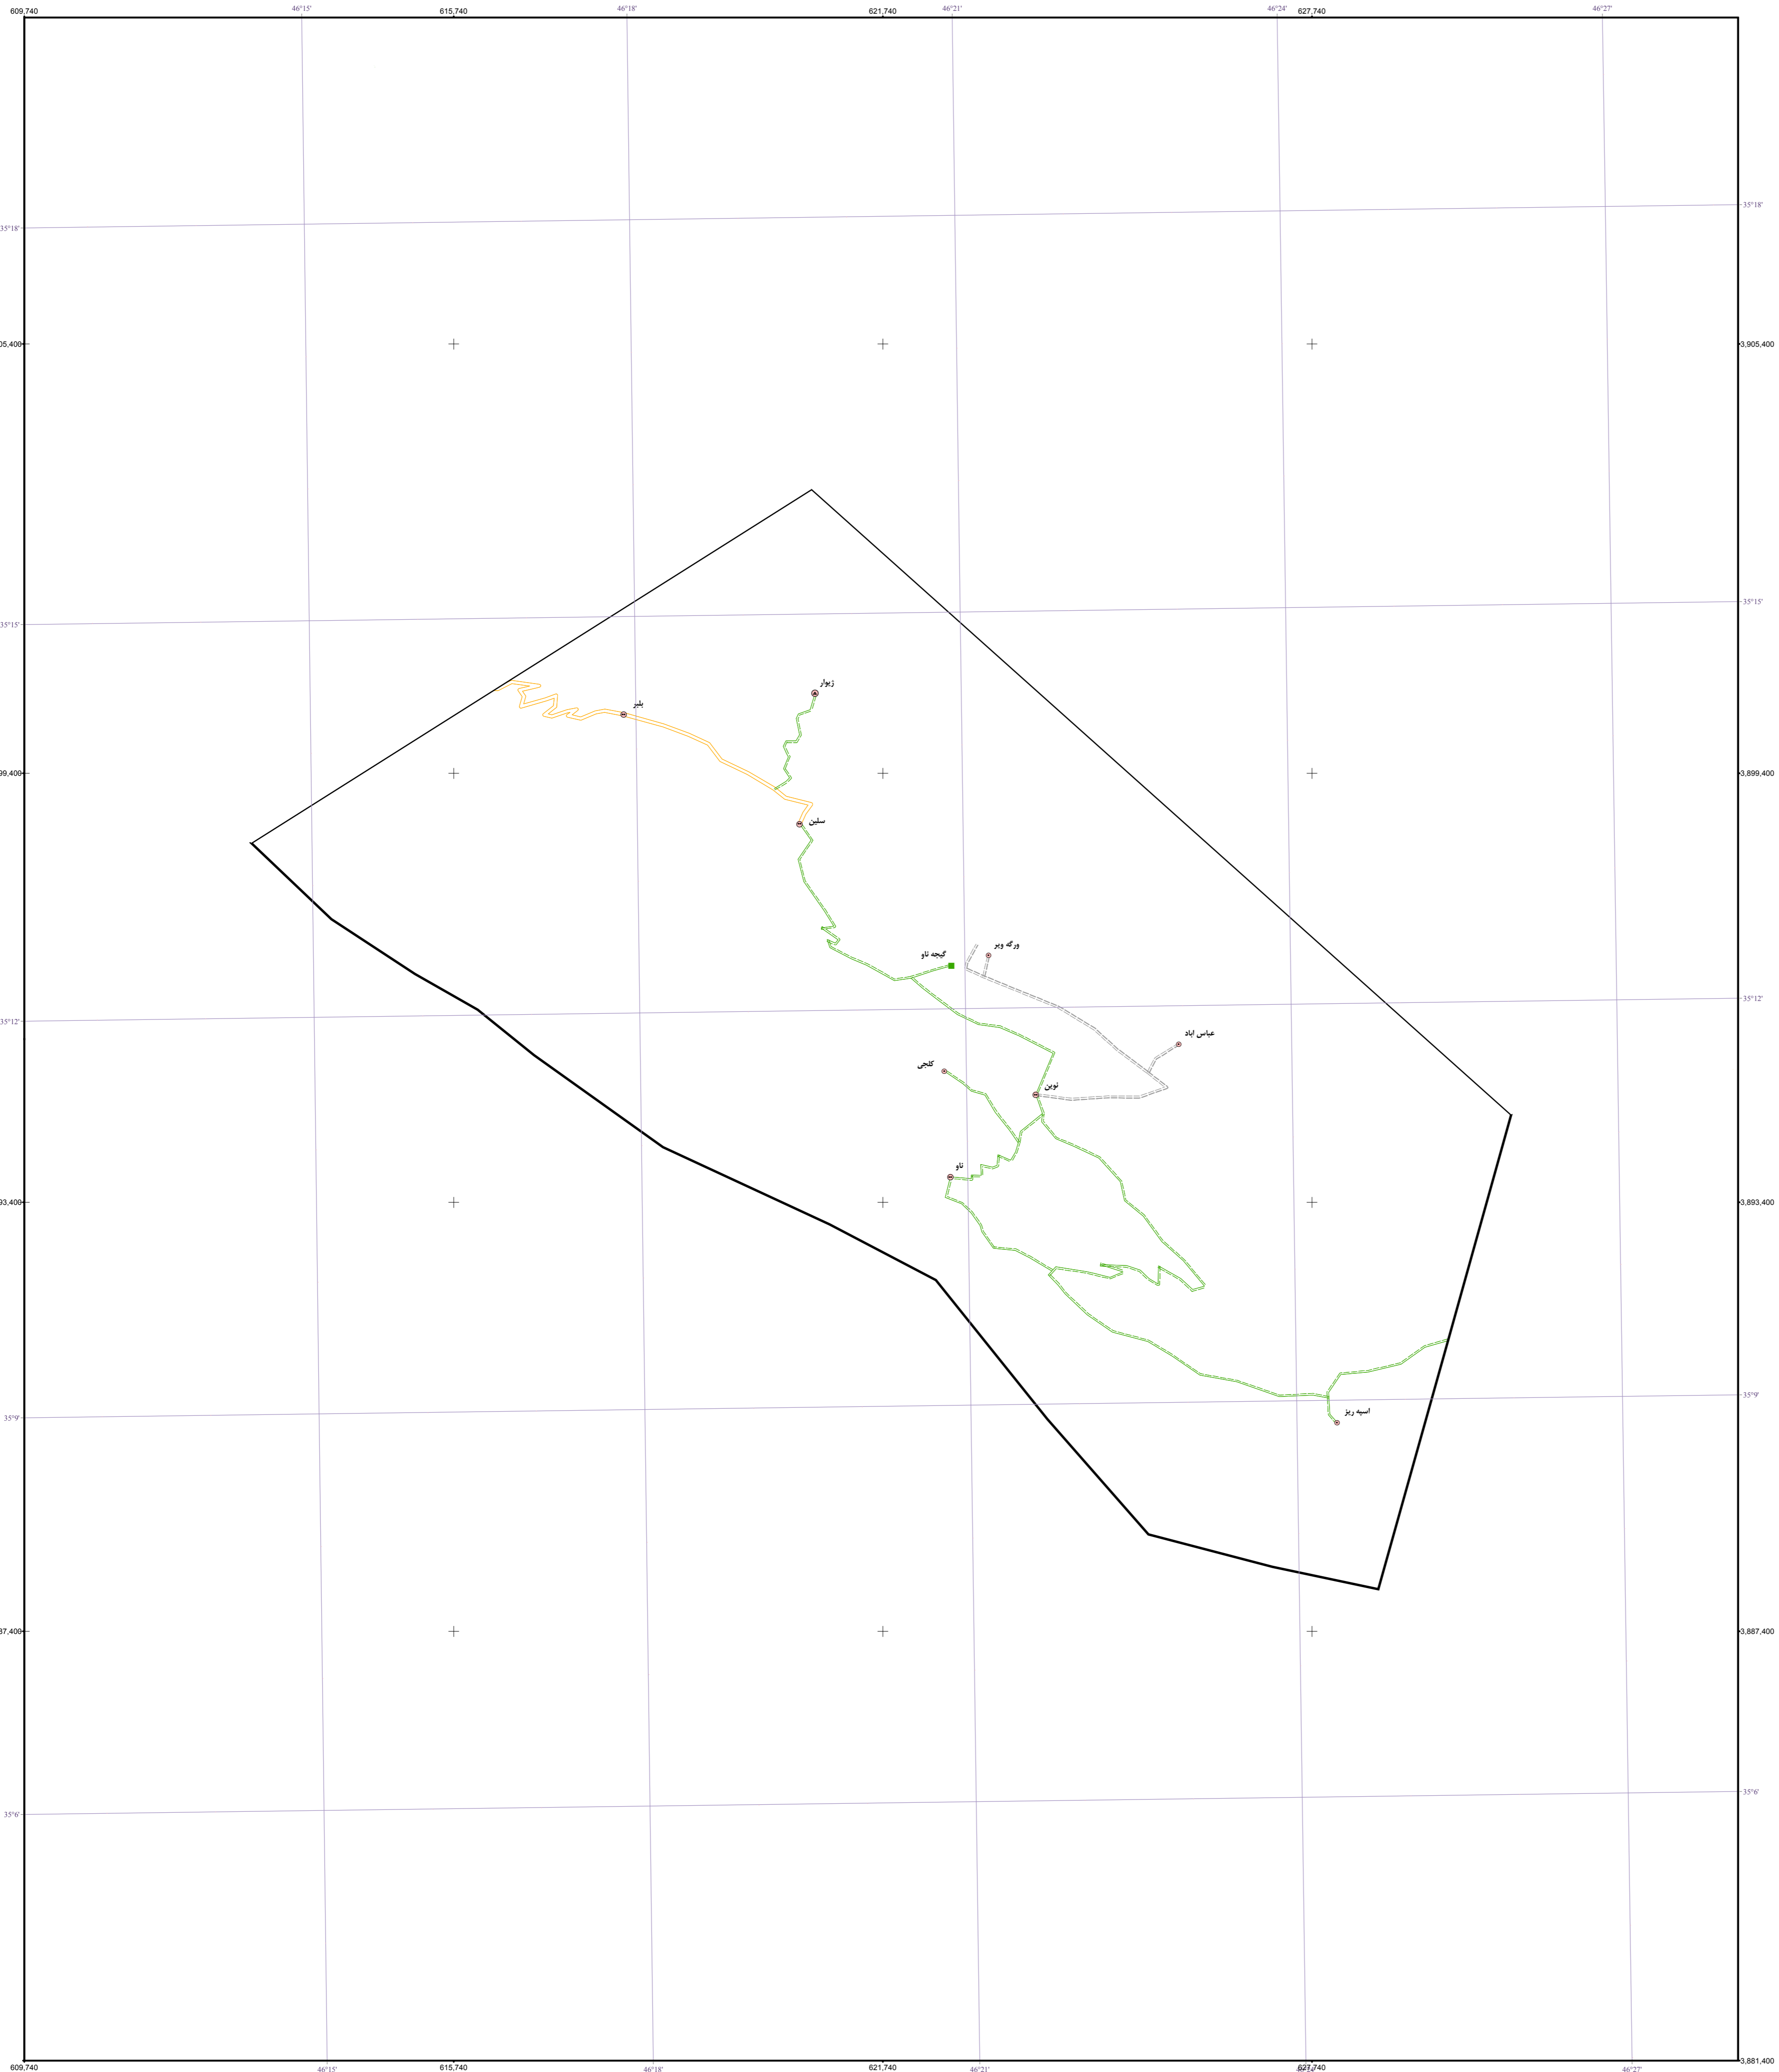 46°15' 46°18' 46°21' 46°24' 46°27'
609,740 615,740 621,740 627,740
35°18' 35°18'
05,400 3,905,400
35°15' 35°15'
ژیوار
بلبر
99,400 3,899,400
سلین
ورگه ویر
گیجه ناو
35°12' 35°12'
عباس اباد
کلجی
نوین
ناو
93,400 3,893,400
35°9' 35°9'
اسپه ریز
87,400 3,887,400
35°6' 35°6'
609,740 615,740 621,740 627,740 3,881,400
46°15' 46°18' 46°21' 46°27'